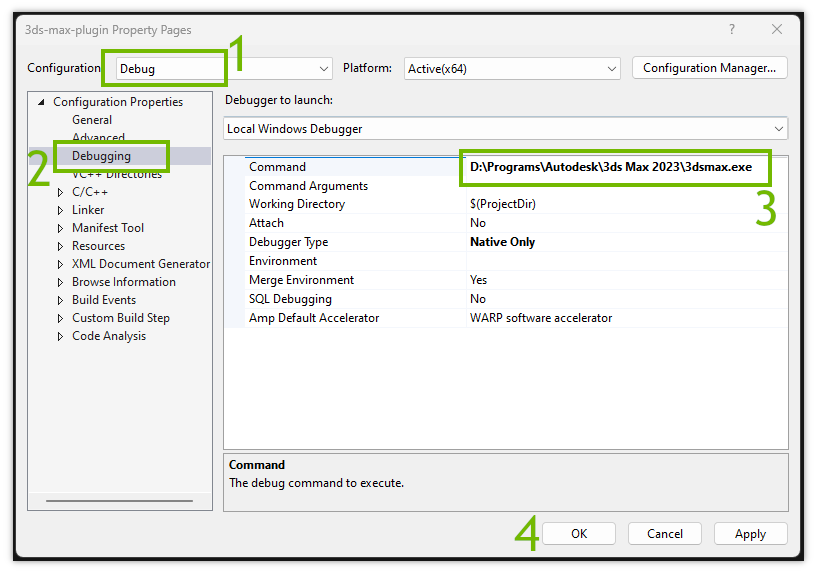 3ds-max-plugin Property Pages ?
1
Configuration Debug Platform: Active(x64) Configuration Manager...
Configuration Properties
General
Advanced
2 Debugging
VC++ Directories
C/C++
Linker
Manifest Tool
Resources
XML Document Generator
Browse Information
Build Events
Custom Build Step
Code Analysis
Debugger to launch:
Local Windows Debugger
Command D:\Programs\Autodesk\3ds Max 2023\3dsmax.exe
3
Command Arguments
Working Directory $(ProjectDir)
Attach No
Debugger Type Native Only
Environment
Merge Environment Yes
SQL Debugging No
Amp Default Accelerator WARP software accelerator
Command
The debug command to execute.
4 OK Cancel Apply